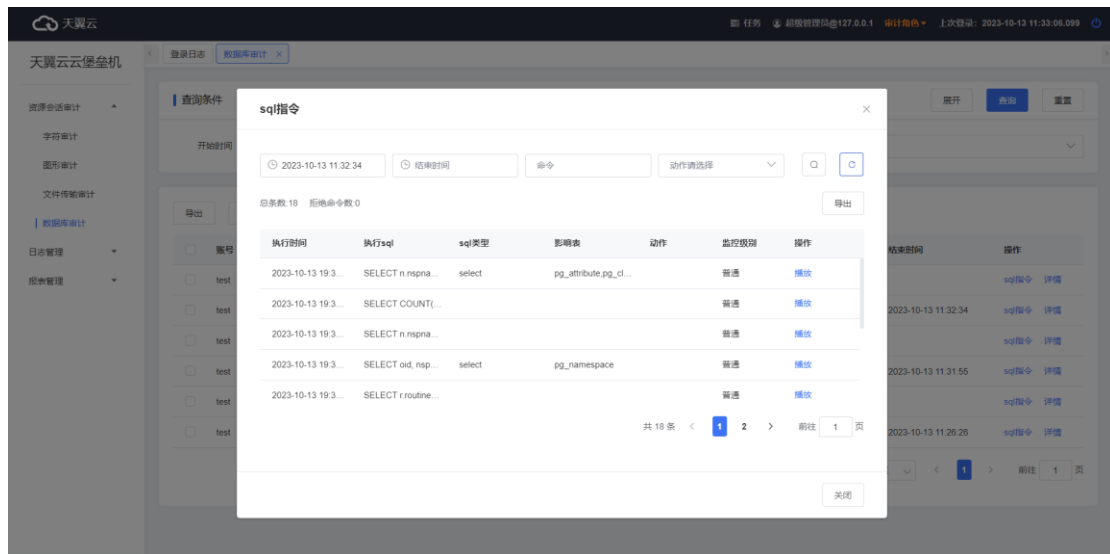 天翼云 任务 超级管理员@127.0.0.1 审计角色 上次登录：2023-10-13 11:33:06.099
天翼云云堡垒机
登录日志 数据库审计 ×
资源会话审计
字符审计
图形审计
文件传输审计
数据库审计
日志管理
报表管理
查询条件 展开 查询 重置
开始时间
导出
账号 结束时间 操作
test sql指令 详情
test 2023-10-13 11:32:34 sql指令 详情
test sql指令 详情
test 2023-10-13 11:31:55 sql指令 详情
test sql指令 详情
test 2023-10-13 11:26:26 sql指令 详情
1 前往 1 页
sql指令 ×
2023-10-13 11:32:34 结束时间 命令 动作请选择
总条数:18 拒绝命令数:0 导出
执行时间 执行sql sql类型 影响表 动作 监控级别 操作
2023-10-13 19:3... SELECT n.nspna... select pg_attribute,pg_cl... 普通 播放
2023-10-13 19:3... SELECT COUNT(... 普通 播放
2023-10-13 19:3... SELECT n.nspna... 普通 播放
2023-10-13 19:3... SELECT oid, nsp... select pg_namespace 普通 播放
2023-10-13 19:3... SELECT r.routine... 普通 播放
共 18 条 < 1 2 > 前往 1 页
关闭